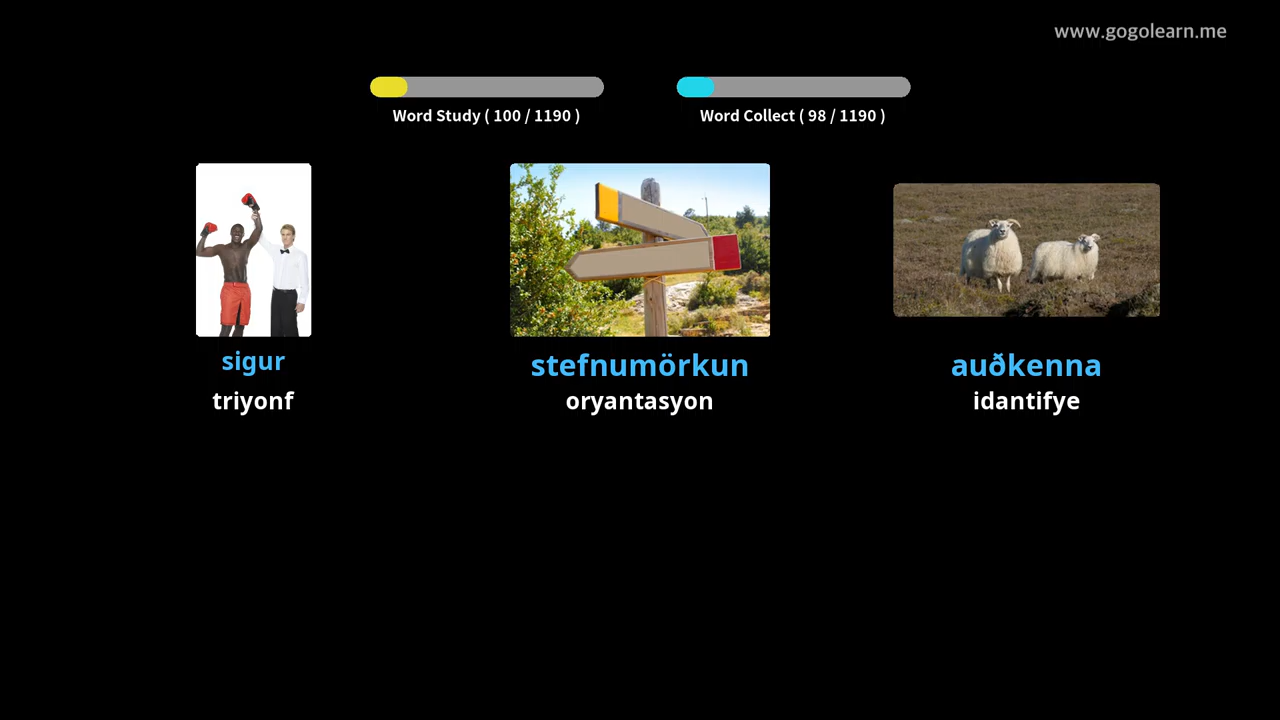 www.gogolearn.me
Word Study ( 100 / 1190 )
Word Collect ( 98 / 1190 )
sigur
triyonf
stefnumörkun
oryantasyon
auðkenna
idantifye